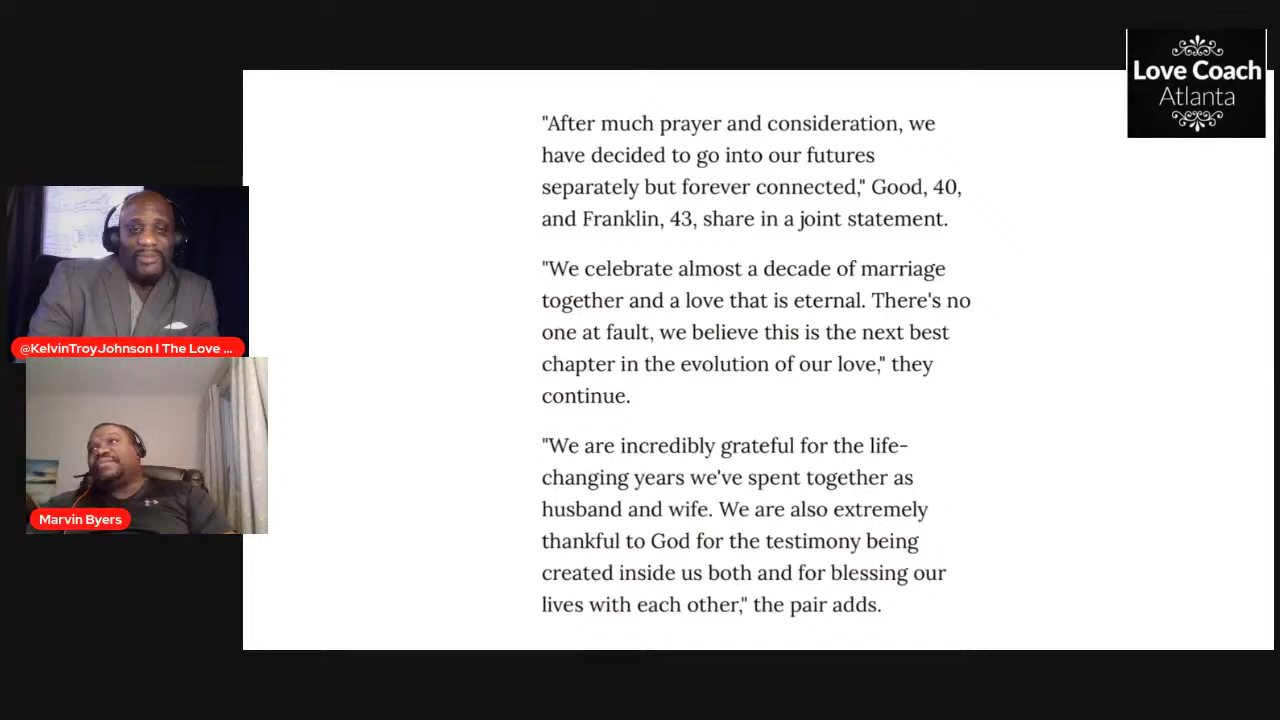 Love Coach
Atlanta
"After much prayer and consideration, we
have decided to go into our futures
separately but forever connected," Good, 40,
and Franklin, 43, share in a joint statement.
"We celebrate almost a decade of marriage
together and a love that is eternal. There's no
one at fault, we believe this is the next best
chapter in the evolution of our love," they
continue.
"We are incredibly grateful for the life-
changing years we've spent together as
husband and wife. We are also extremely
thankful to God for the testimony being
created inside us both and for blessing our
lives with each other," the pair adds.
@KelvinTroyJohnson I The Love ...
Marvin Byers